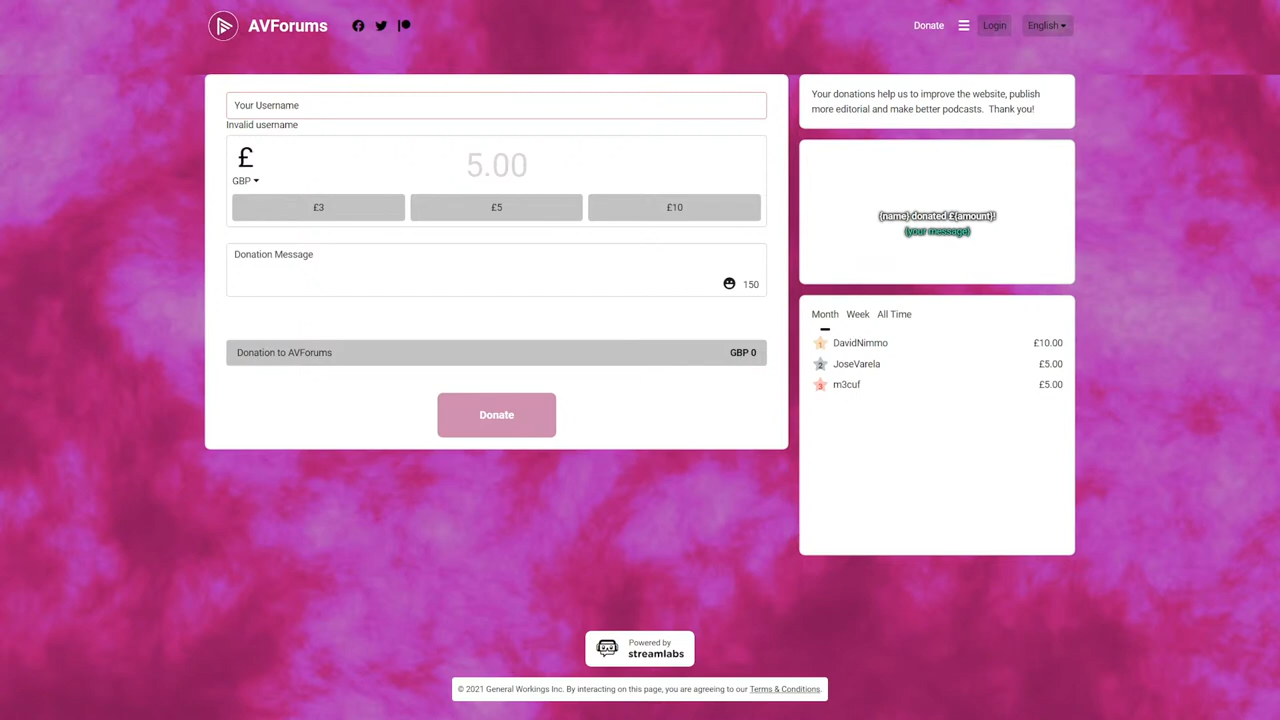 AVForums
Donate
Login
English
Your Username
Invalid username
£
5.00
GBP
£3
£5
£10
Donation Message
150
Donation to AVForums
GBP 0
Donate
Your donations help us to improve the website, publish
more editorial and make better podcasts. Thank you!
{name} donated £{amount}!
{your message}
Month Week All Time
1 DavidNimmo £10.00
2 JoseVarela £5.00
3 m3cuf £5.00
Powered by
streamlabs
© 2021 General Workings Inc. By interacting on this page, you are agreeing to our Terms & Conditions.